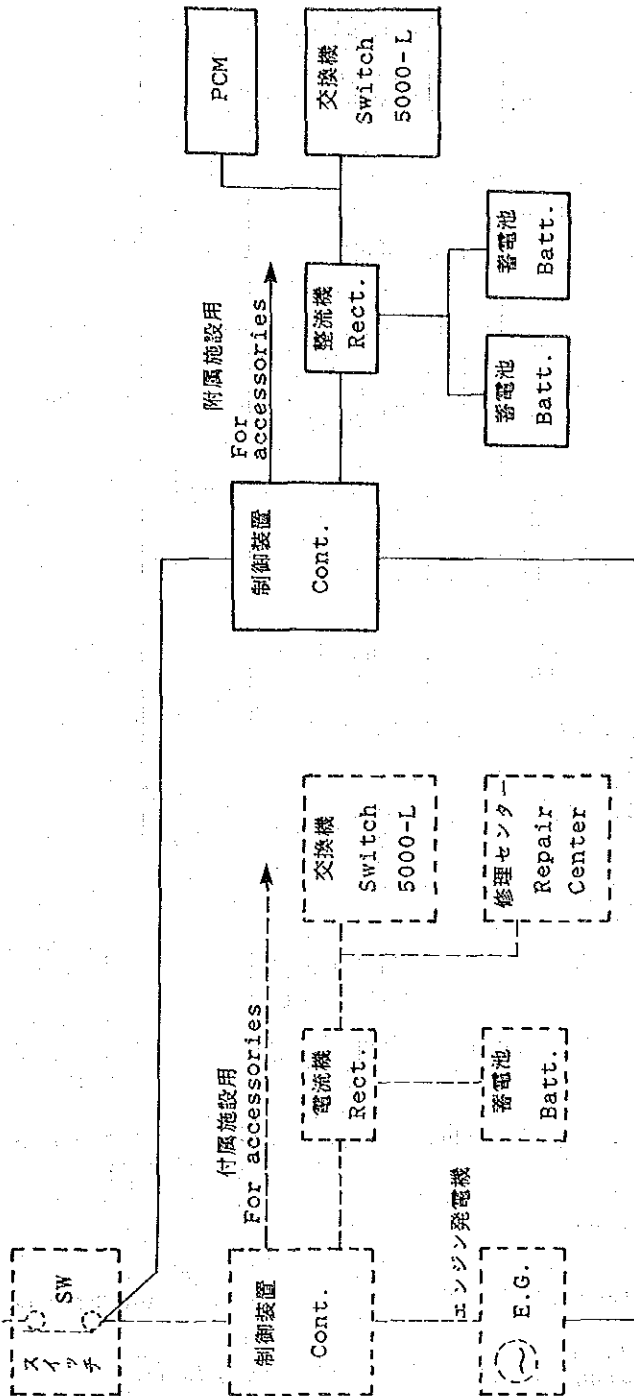 スイッチ
SW
制御装置
Cont.
エンジン発電機
E.G.
付属施設用
For accessories
電流機
Rect.
蓄電池
Batt.
交換機
Switch
5000-L
修理センター
Repair
Center
制御装置
Cont.
附属施設用
For
accessories
整流機
Rect.
蓄電池
Batt.
蓄電池
Batt.
PCM
交換機
Switch
5000-L